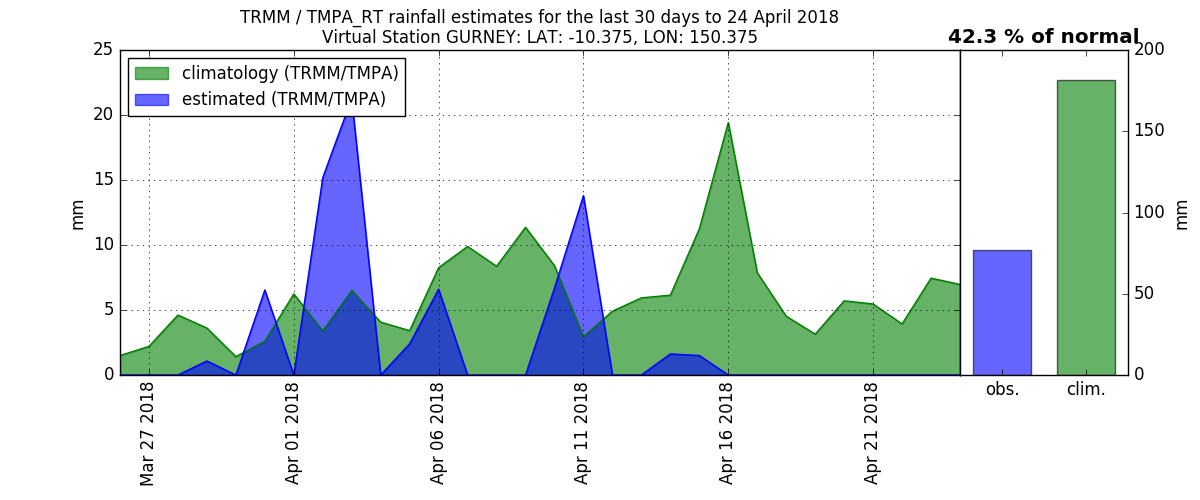 TRMM / TMPA_RT rainfall estimates for the last 30 days to 24 April 2018
Virtual Station GURNEY: LAT: -10.375, LON: 150.375
42.3 % of normal
climatology (TRMM/TMPA)
estimated (TRMM/TMPA)
25
20
15
10
5
0
mm
Mar 27 2018
Apr 01 2018
Apr 06 2018
Apr 11 2018
Apr 16 2018
Apr 21 2018
obs.
clim.
200
150
100
50
0
mm